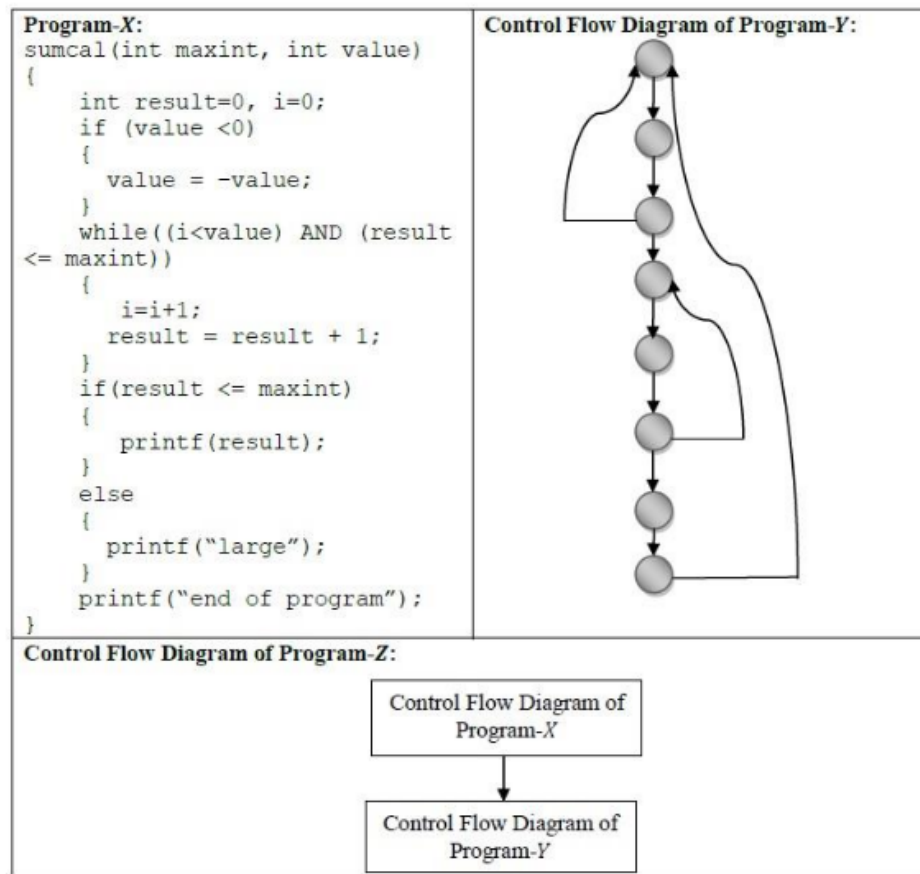 Program-X:
sumcal(int maxint, int value)
{
int result=0, i=0;
if (value <0)
{
value = -value;
}
while((i<value) AND (result
<= maxint))
{
i=i+1;
result = result + 1;
}
if(result <= maxint)
{
printf(result);
}
else
{
printf("large");
}
printf("end of program");
}
Control Flow Diagram of Program-Y:
Control Flow Diagram of Program-Z:
Control Flow Diagram of
Program-X
Control Flow Diagram of
Program-Y